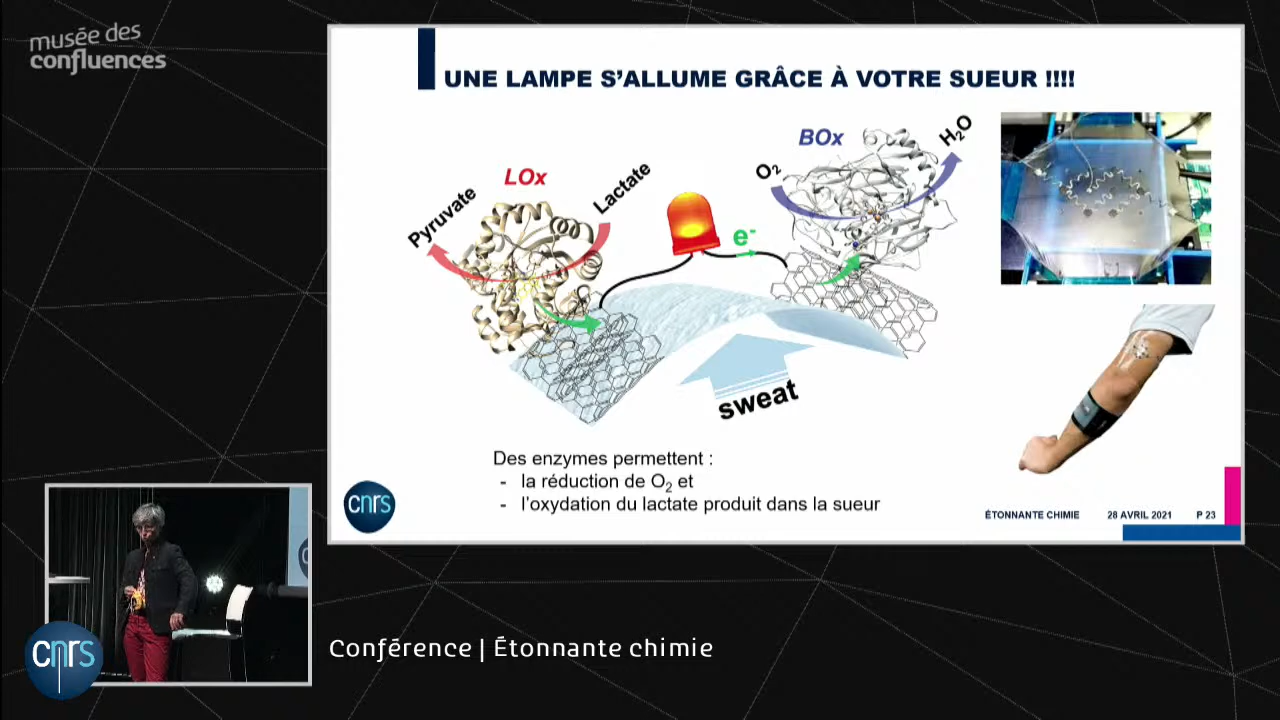 musée des
confluences
UNE LAMPE S’ALLUME GRÂCE À VOTRE SUEUR !!!!
LOx
Pyruvate
Lactate
e-
BOx
O2
H2O
sweat
Des enzymes permettent :
- la réduction de O2 et
- l’oxydation du lactate produit dans la sueur
cnrs
ÉTONNANTE CHIMIE 28 AVRIL 2021 P 23
cnrs
Conférence | Étonnante chimie